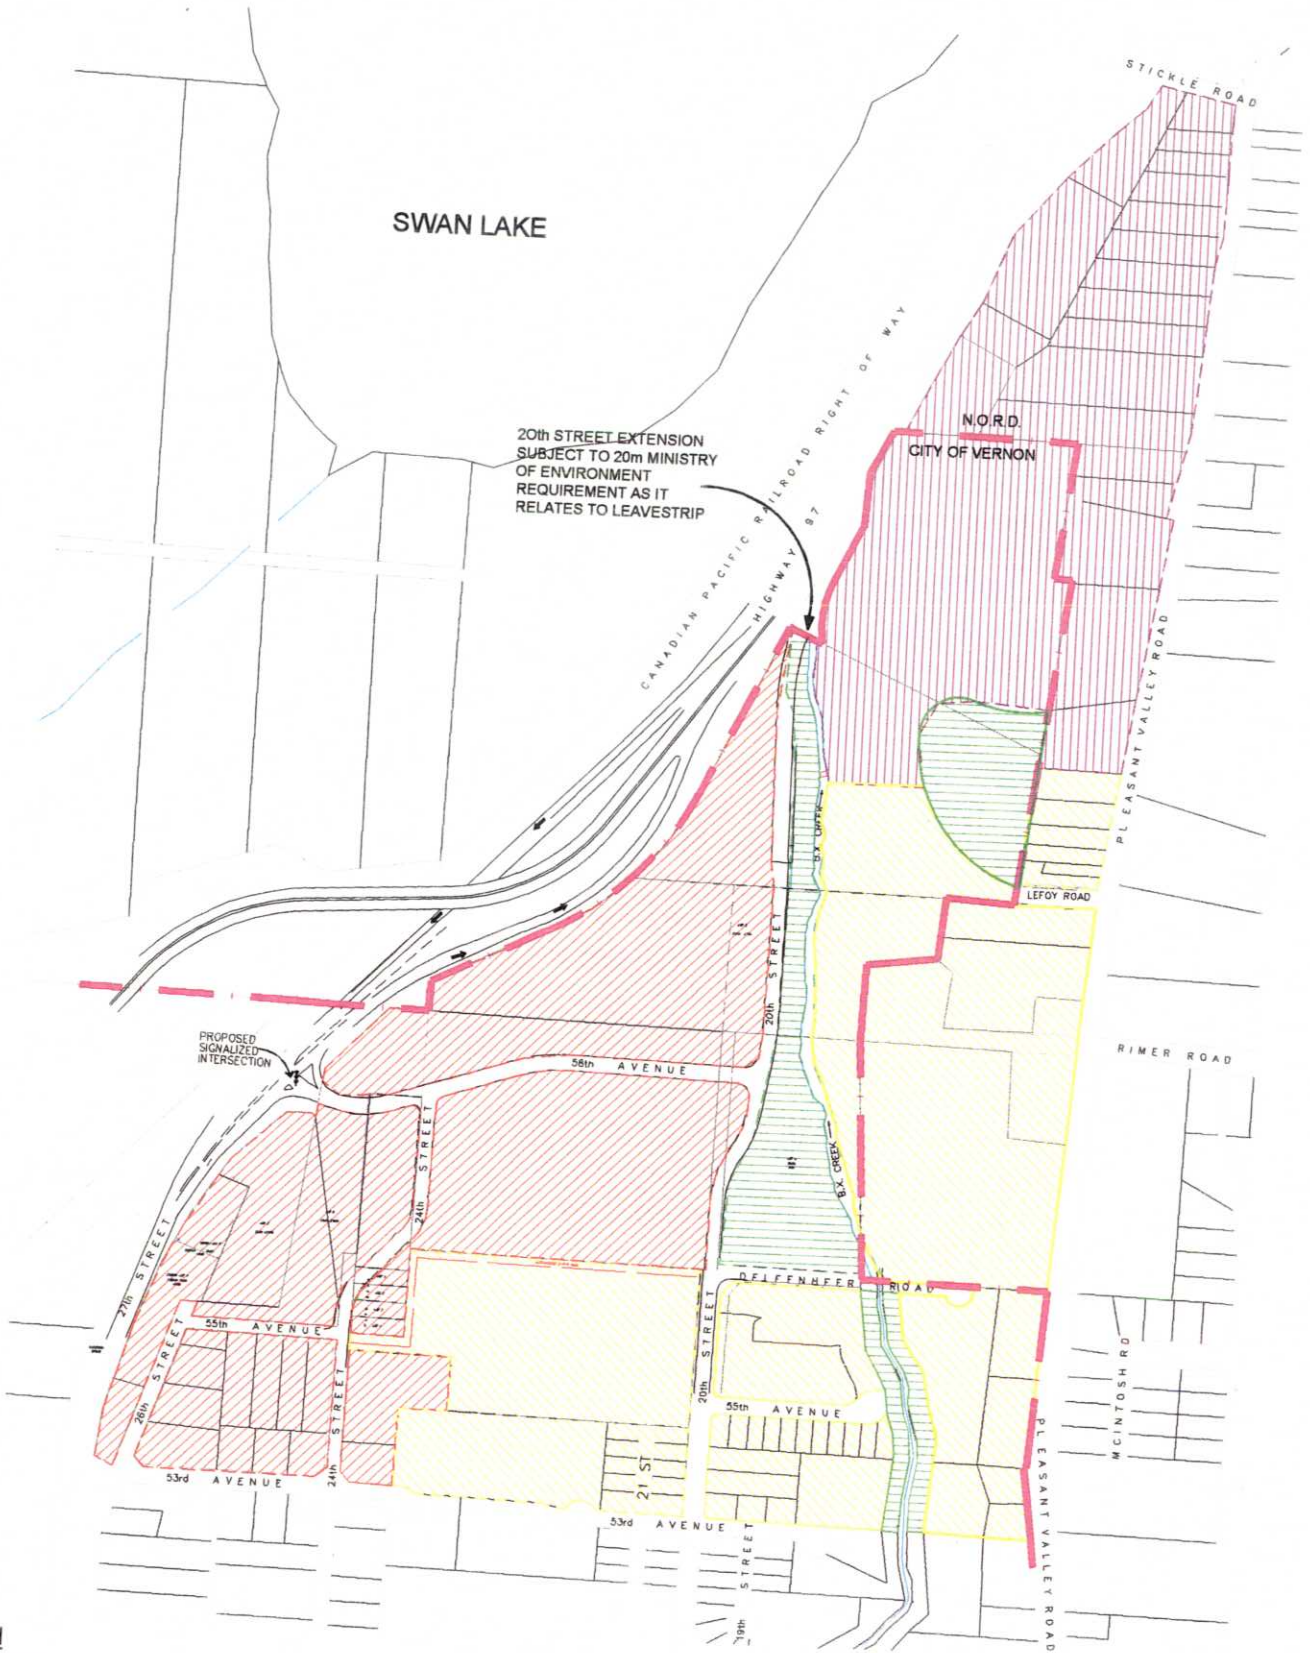 STICKLE ROAD
SWAN LAKE
CANADIAN PACIFIC RAILROAD RIGHT OF WAY
HIGHWAY 97
N.O.R.D.
CITY OF VERNON
20th STREET EXTENSION
SUBJECT TO 20m MINISTRY
OF ENVIRONMENT
REQUIREMENT AS IT
RELATES TO LEAVESTRIP
PLEASANT VALLEY ROAD
B.X. CREEK
LEFOY ROAD
20th STREET
PROPOSED
SIGNALIZED
INTERSECTION
58th AVENUE
RIMER ROAD
24th STREET
B.X. CREEK
27th STREET
DELFENHEER ROAD
55th AVENUE
26th STREET
24th STREET
20th STREET
55th AVENUE
MCINTOSH RD
53rd AVENUE
21 ST
53rd AVENUE
19th STREET
PLEASANT VALLEY ROAD